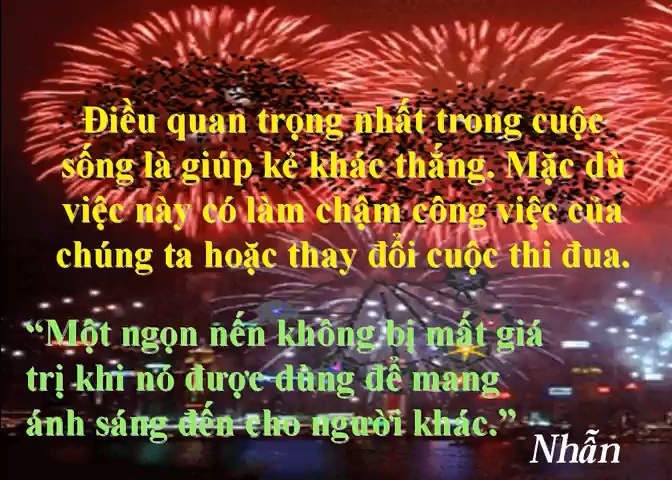 Điều quan trọng nhất trong cuộc
sống là giúp kẻ khác thắng. Mặc dù
việc này có làm chậm công việc của
chúng ta hoặc thay đổi cuộc thi đua.
“Một ngọn nến không bị mất giá
trị khi nó được dùng để mang
ánh sáng đến cho người khác.”
Nhẫn